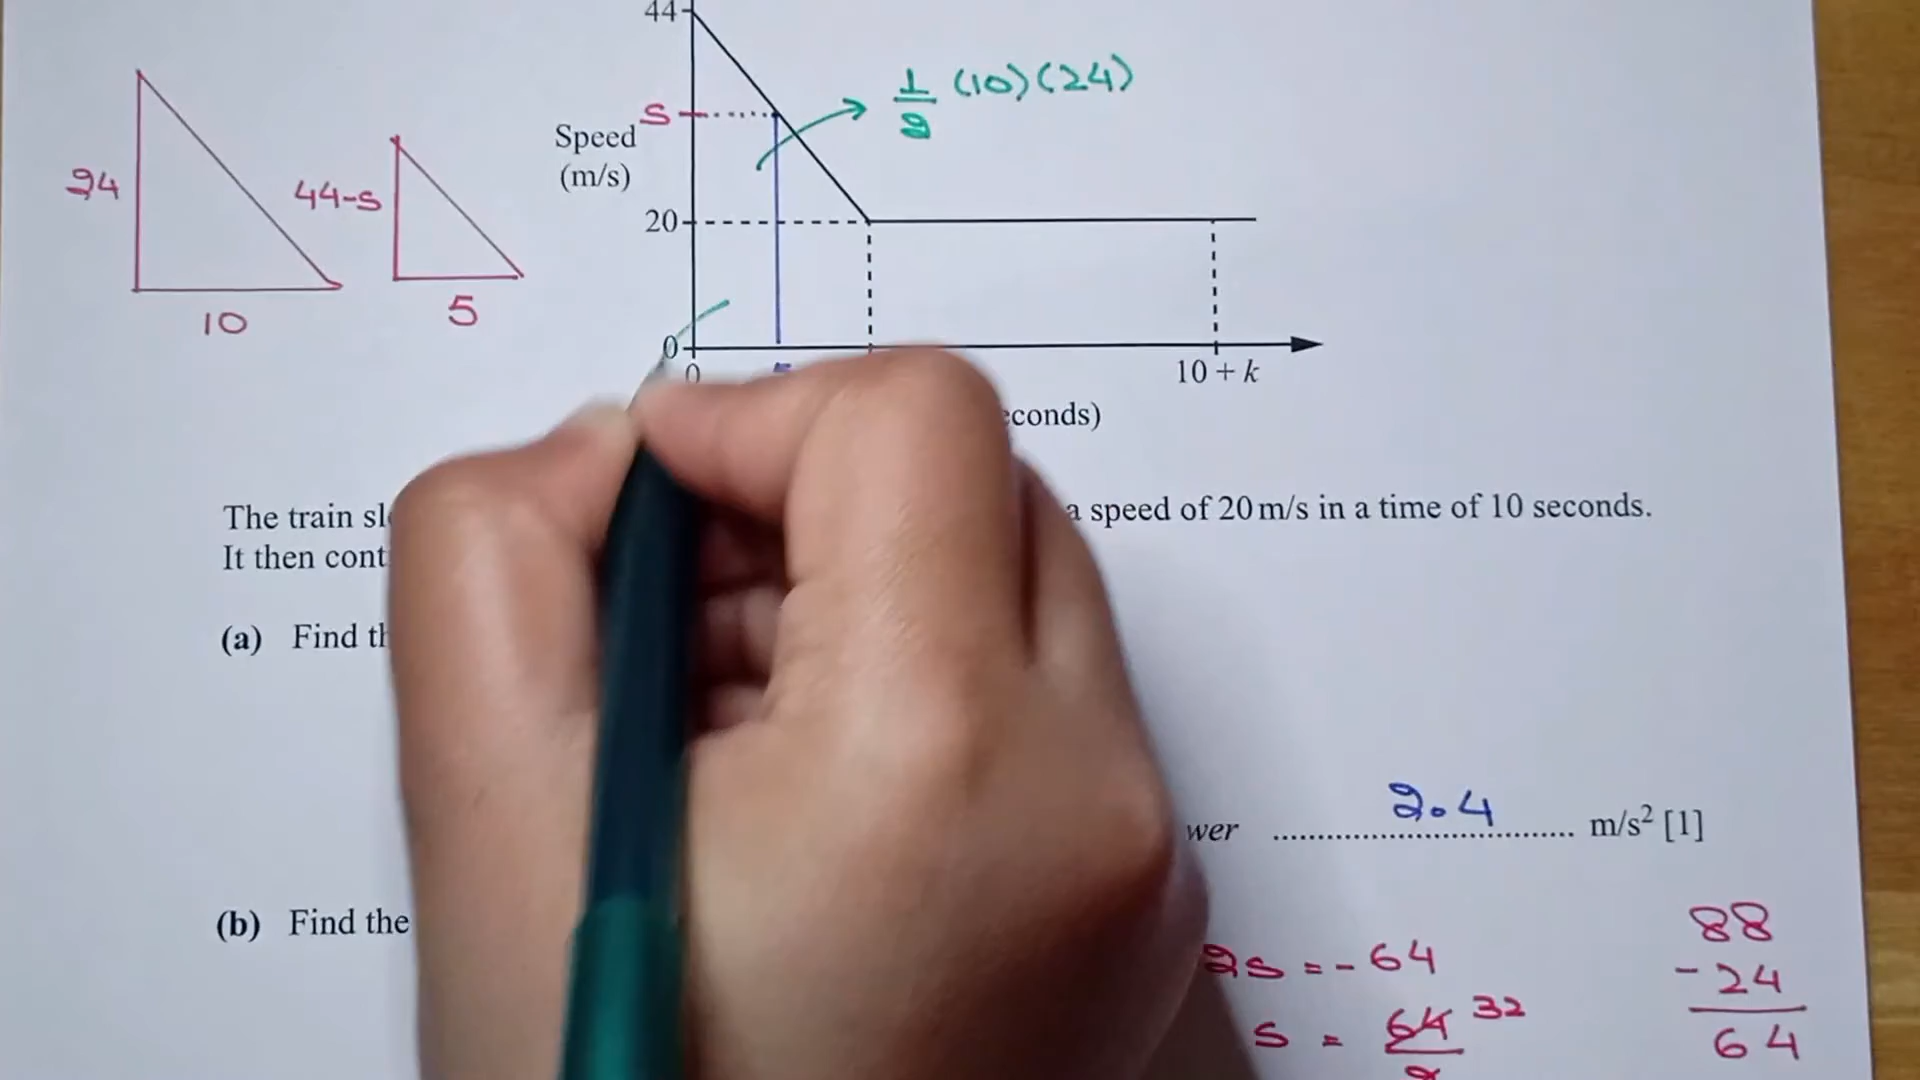 44
1/2 (10)(24)
S
Speed
(m/s)
24
44-s
20
10
5
0
0
10 + k
econds)
The train sl a speed of 20 m/s in a time of 10 seconds.
It then cont
(a) Find th
wer 2.4 m/s² [1]
(b) Find the
2s = - 64
s = 64 32
88
- 24
64